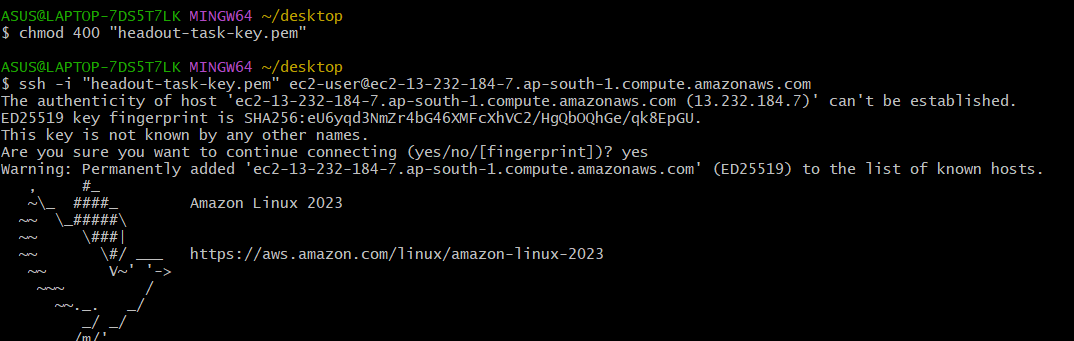 ASUS@LAPTOP-7DS5T7LK MINGW64 ~/desktop
$ chmod 400 "headout-task-key.pem"

ASUS@LAPTOP-7DS5T7LK MINGW64 ~/desktop
$ ssh -i "headout-task-key.pem" ec2-user@ec2-13-232-184-7.ap-south-1.compute.amazonaws.com
The authenticity of host 'ec2-13-232-184-7.ap-south-1.compute.amazonaws.com (13.232.184.7)' can't be established.
ED25519 key fingerprint is SHA256:eU6yqd3NmZr4bG46XMFcXhVC2/HgQbOQhGe/qk8EpGU.
This key is not known by any other names.
Are you sure you want to continue connecting (yes/no/[fingerprint])? yes
Warning: Permanently added 'ec2-13-232-184-7.ap-south-1.compute.amazonaws.com' (ED25519) to the list of known hosts.
   ,     #_
   ~\_  ####_        Amazon Linux 2023
  ~~  \_#####\
  ~~     \###|
  ~~       \#/ ___   https://aws.amazon.com/linux/amazon-linux-2023
   ~~       V~' '->
    ~~~         /
      ~~._.   _/
         _/ _/
       _/m/'